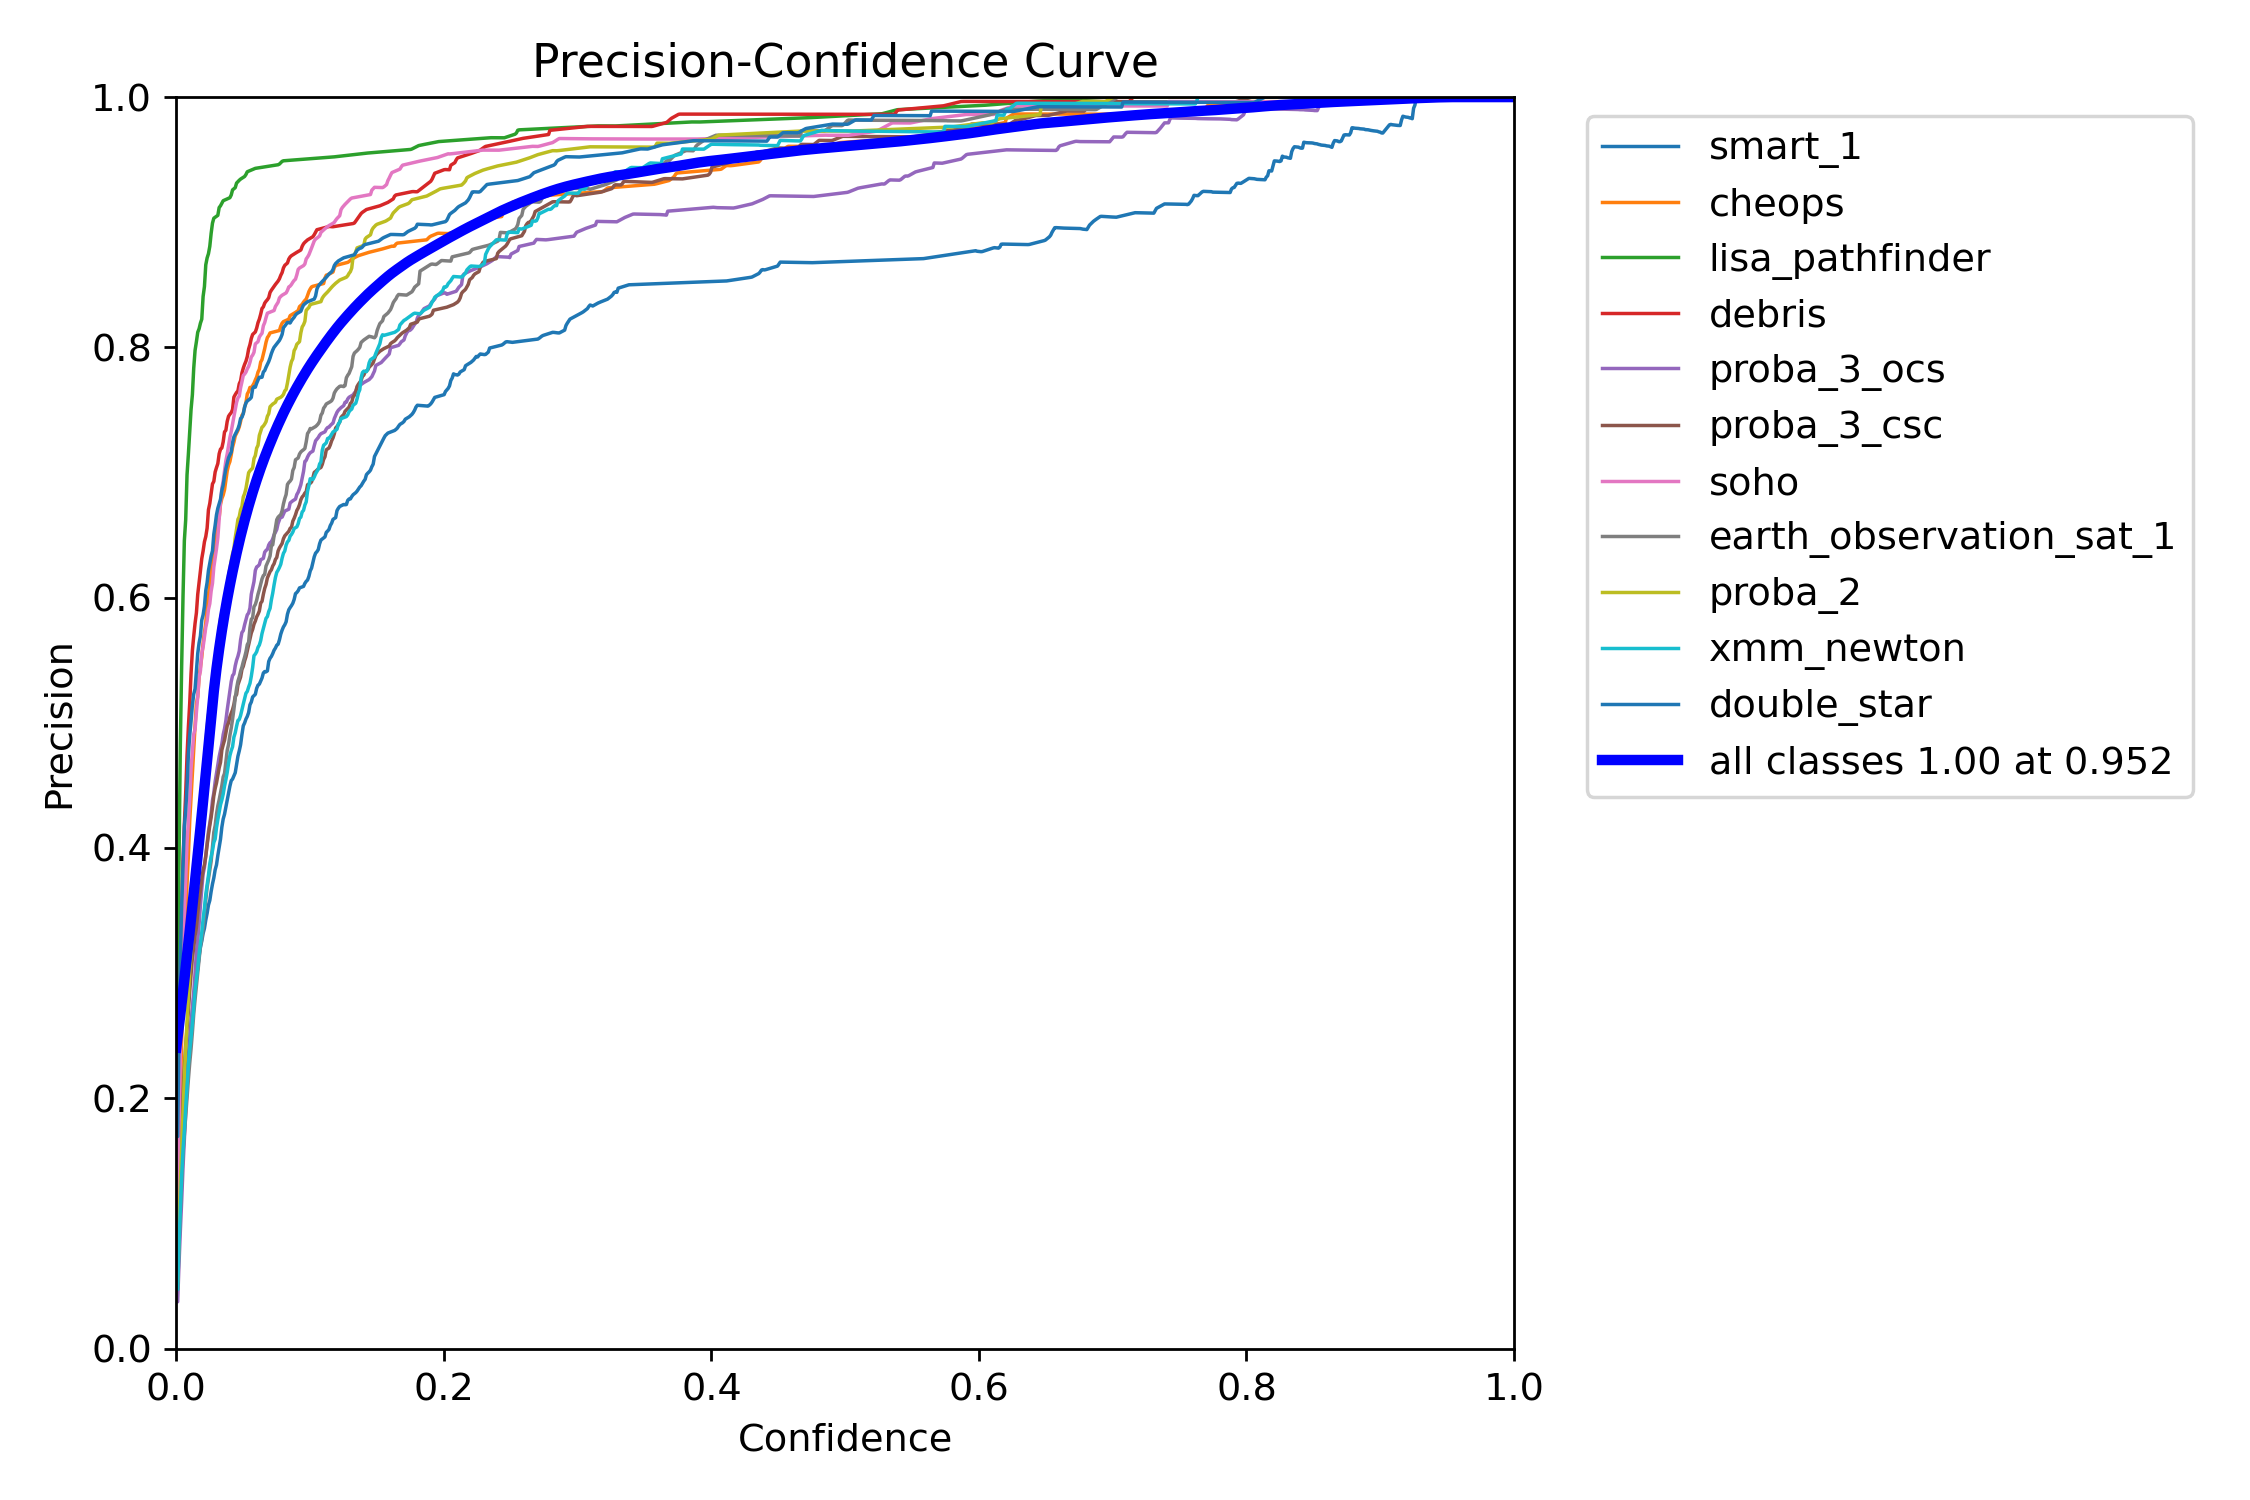 Precision-Confidence Curve
1.0
0.8
0.6
0.4
0.2
0.0
Precision
0.0 0.2 0.4 0.6 0.8 1.0
Confidence
smart_1
cheops
lisa_pathfinder
debris
proba_3_ocs
proba_3_csc
soho
earth_observation_sat_1
proba_2
xmm_newton
double_star
all classes 1.00 at 0.952